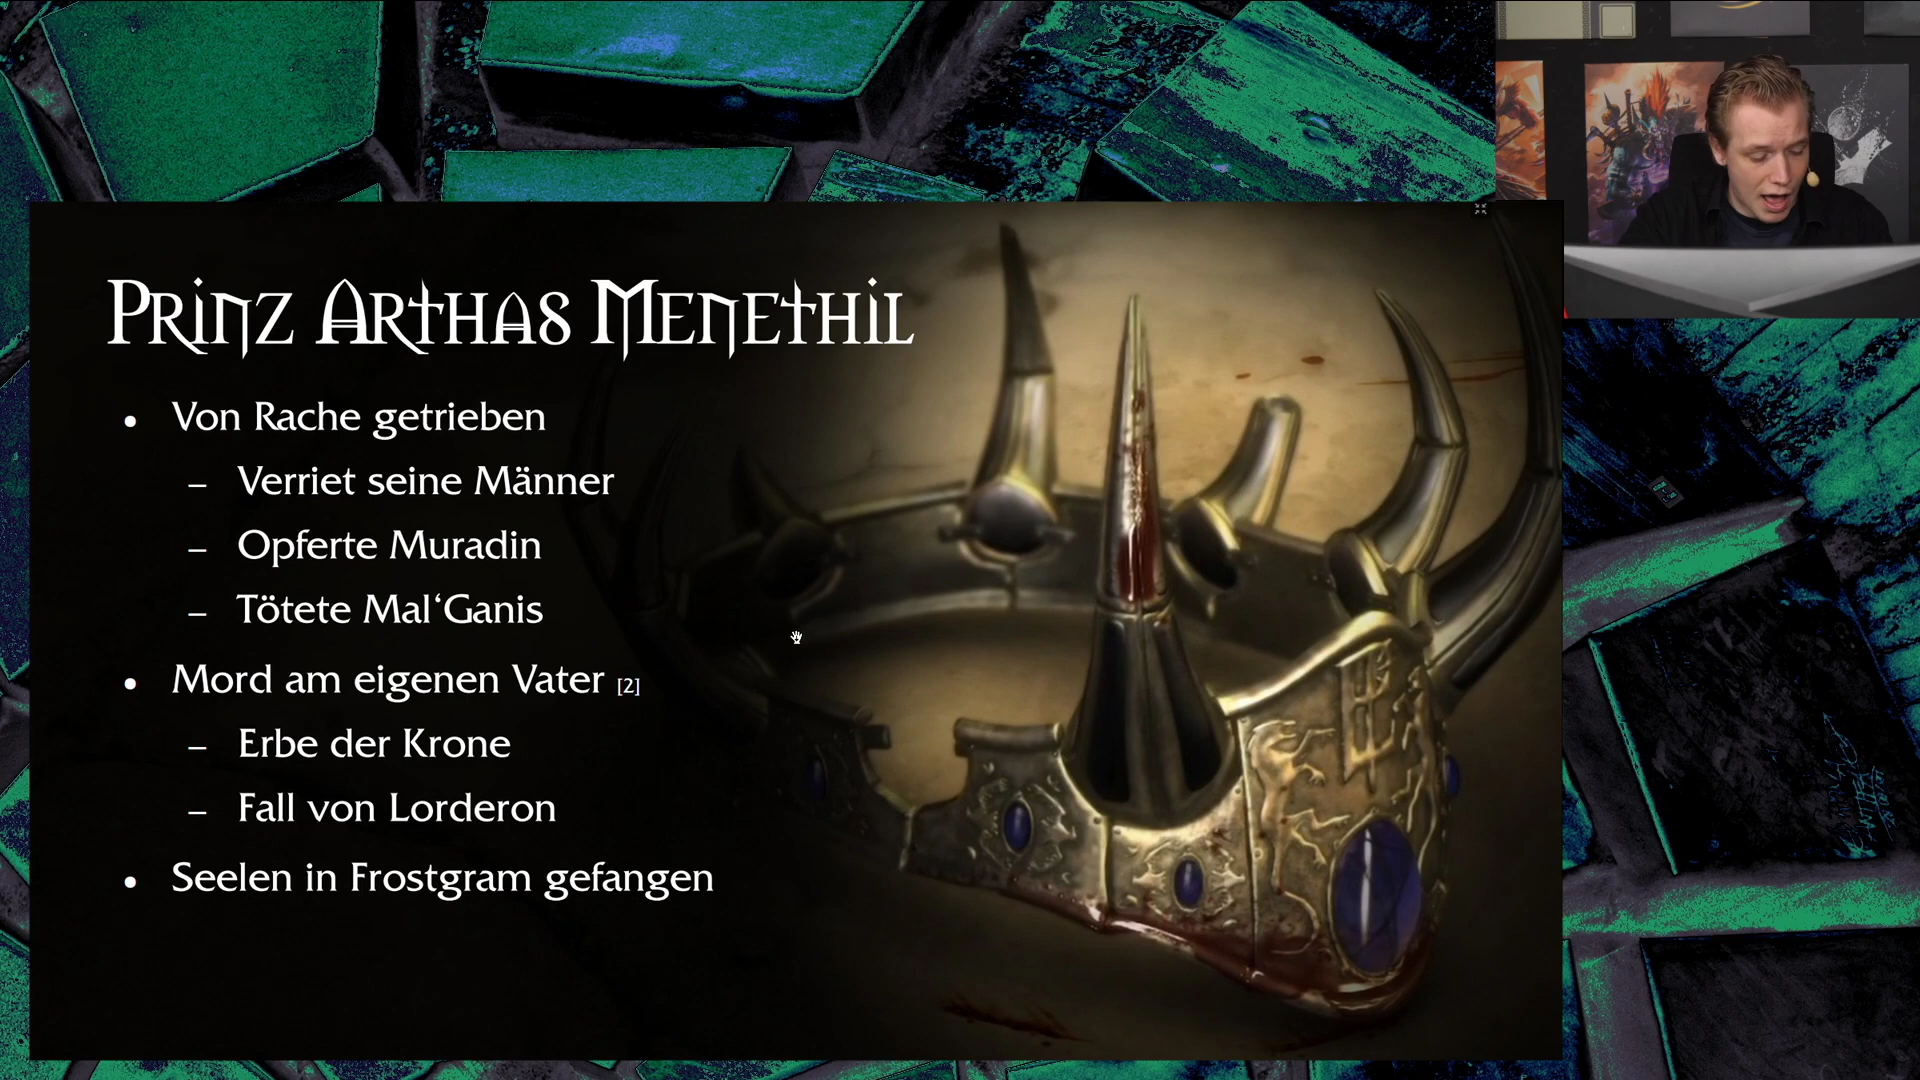 Prinz Arthas Menethil
• Von Rache getrieben
– Verriet seine Männer
– Opferte Muradin
– Tötete Mal‘Ganis
• Mord am eigenen Vater [2]
– Erbe der Krone
– Fall von Lorderon
• Seelen in Frostgram gefangen